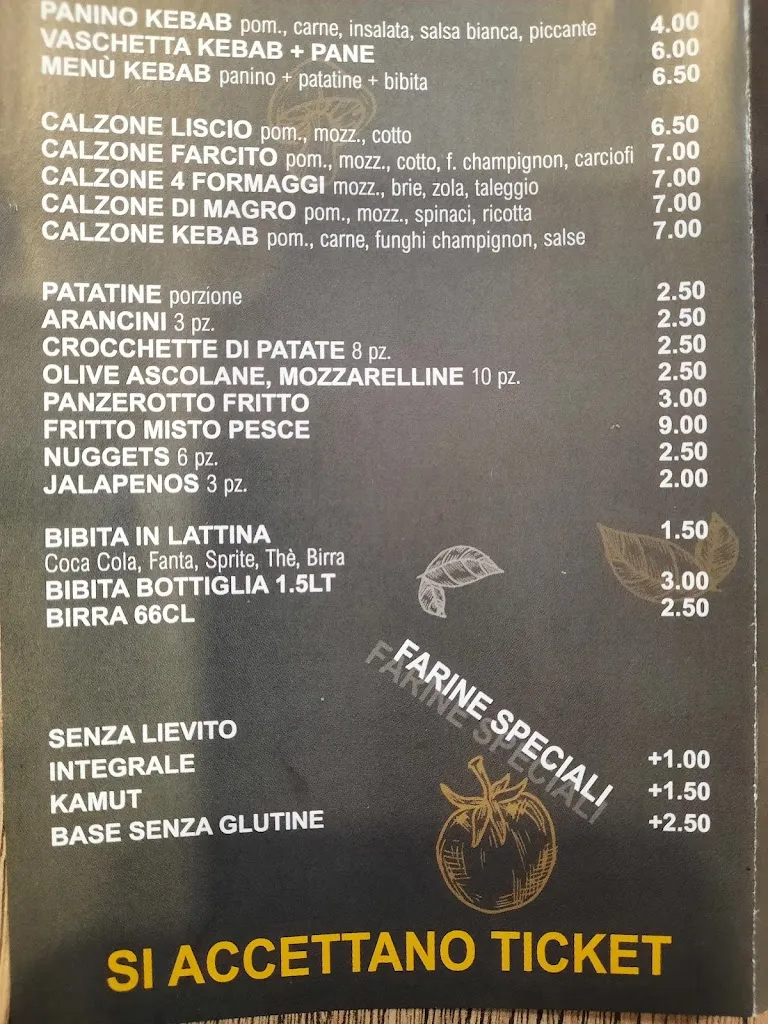 PANINO KEBAB pom., carne, insalata, salsa bianca, piccante 4.00
VASCHETTA KEBAB + PANE 6.00
MENÙ KEBAB panino + patatine + bibita 6.50
CALZONE LISCIO pom., mozz., cotto 6.50
CALZONE FARCITO pom., mozz., cotto, f. champignon, carciofi 7.00
CALZONE 4 FORMAGGI mozz., brie, zola, taleggio 7.00
CALZONE DI MAGRO pom., mozz., spinaci, ricotta 7.00
CALZONE KEBAB pom., carne, funghi champignon, salse 7.00
PATATINE porzione 2.50
ARANCINI 3 pz. 2.50
CROCCHETTE DI PATATE 8 pz. 2.50
OLIVE ASCOLANE, MOZZARELLINE 10 pz. 2.50
PANZEROTTO FRITTO 3.00
FRITTO MISTO PESCE 9.00
NUGGETS 6 pz. 2.50
JALAPENOS 3 pz. 2.00
BIBITA IN LATTINA 1.50
Coca Cola, Fanta, Sprite, Thè, Birra
BIBITA BOTTIGLIA 1.5LT 3.00
BIRRA 66CL 2.50
FARINE SPECIALI
SENZA LIEVITO
INTEGRALE +1.00
KAMUT +1.50
BASE SENZA GLUTINE +2.50
SI ACCETTANO TICKET